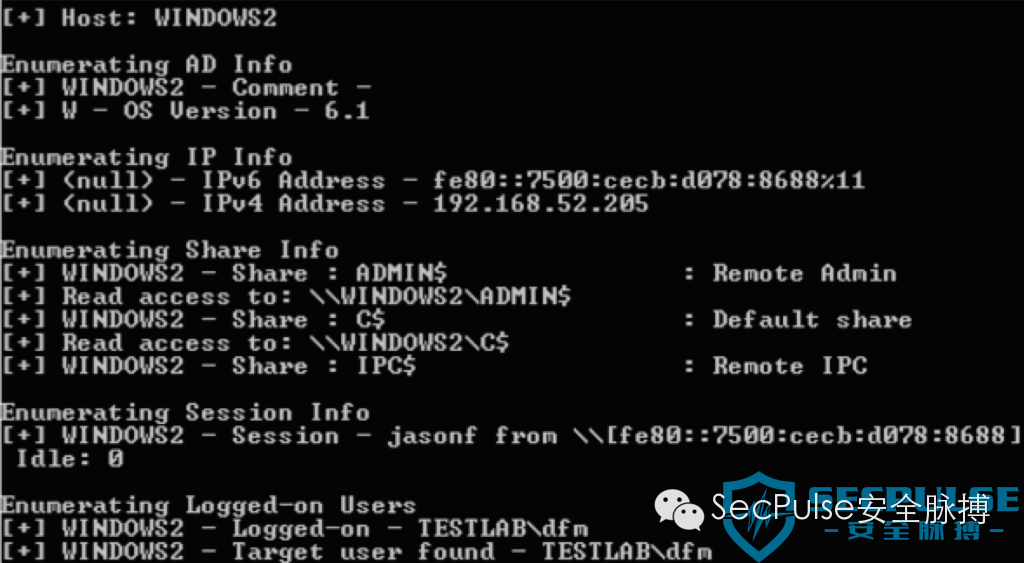 [+] Host: WINDOWS2
Enumerating AD Info
[+] WINDOWS2 - Comment -
[+] W - OS Version - 6.1
Enumerating IP Info
[+] (null) - IPv6 Address - fe80::7500:cecb:d078:8688%11
[+] (null) - IPv4 Address - 192.168.52.205
Enumerating Share Info
[+] WINDOWS2 - Share : ADMIN$ : Remote Admin
[+] Read access to: \\WINDOWS2\ADMIN$
[+] WINDOWS2 - Share : C$ : Default share
[+] Read access to: \\WINDOWS2\C$
[+] WINDOWS2 - Share : IPC$ : Remote IPC
Enumerating Session Info
[+] WINDOWS2 - Session - jasonf from \\[fe80::7500:cecb:d078:8688]
Idle: 0
Enumerating Logged-on Users
[+] WINDOWS2 - Logged-on - TESTLAB\dfm
[+] WINDOWS2 - Target user found - TESTLAB\dfm
SecPulse安全脉搏
SECPULSE
-安全脉搏-